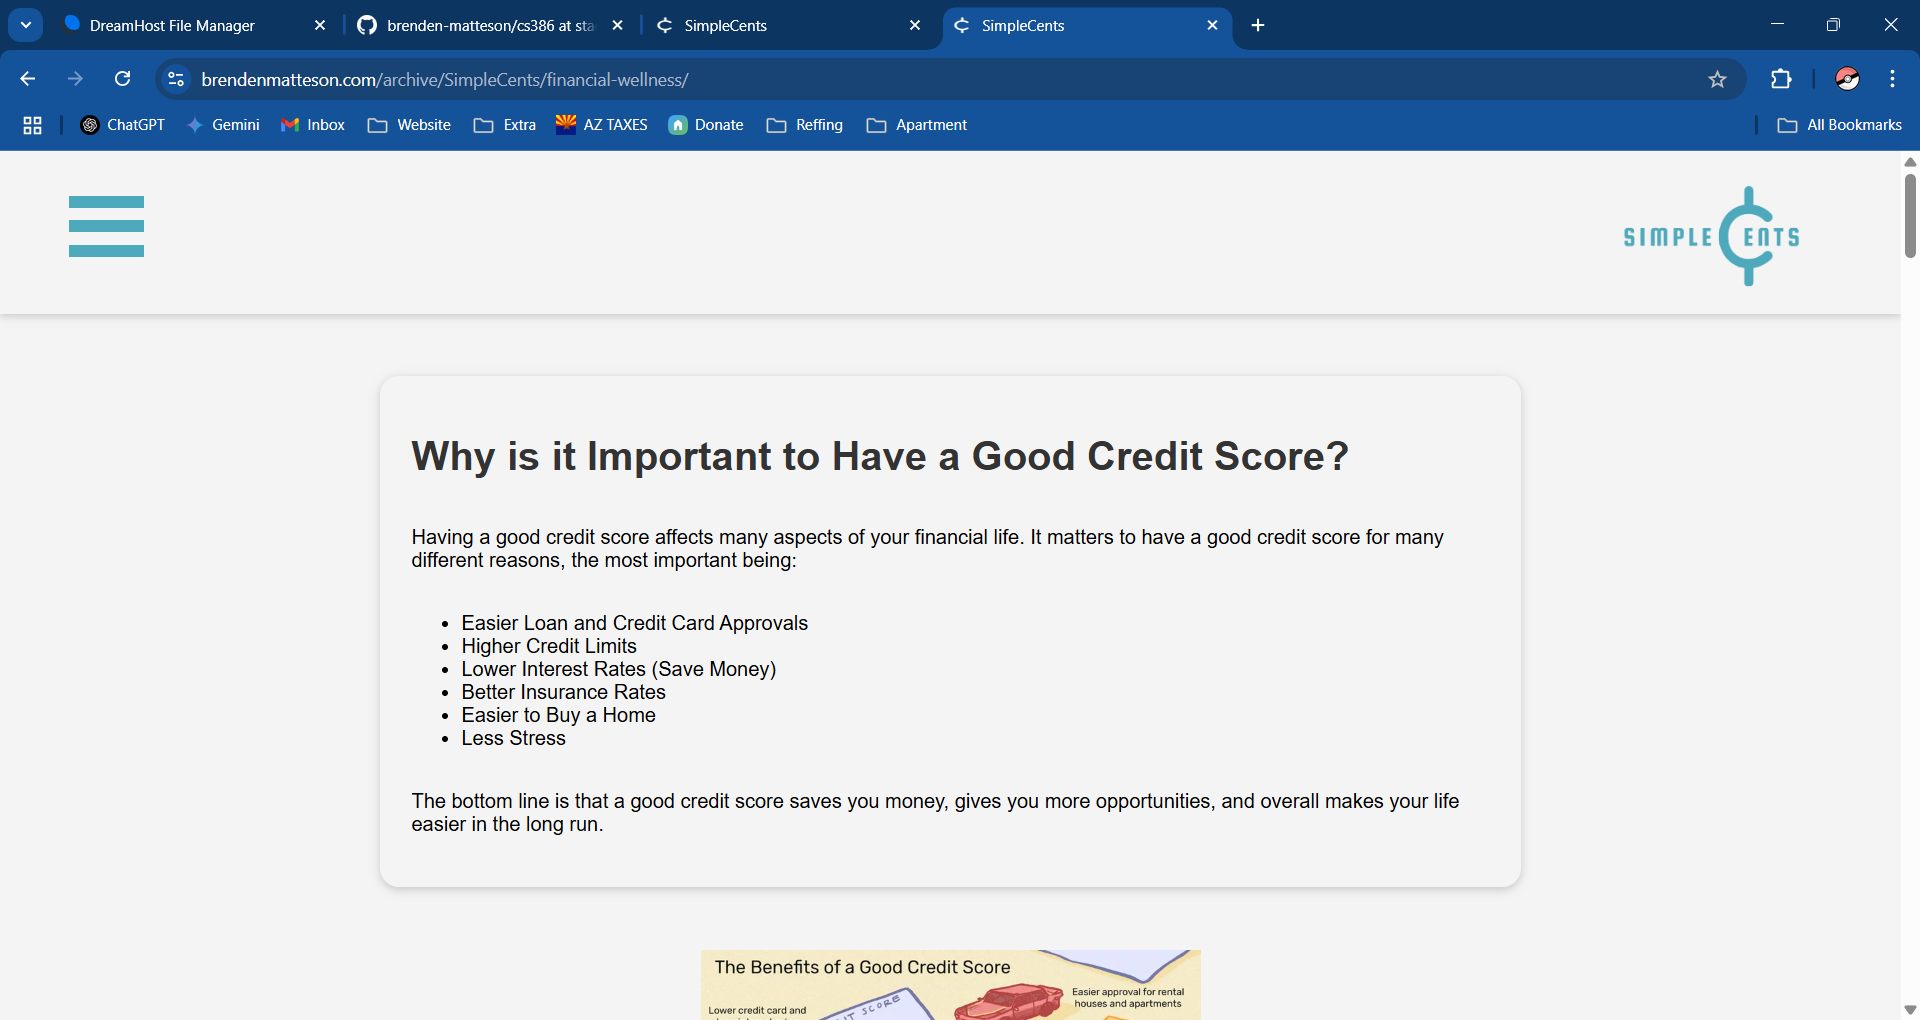 DreamHost File Manager
brenden-matteson/cs386 at sta
SimpleCents
SimpleCents
brendenmatteson.com/archive/SimpleCents/financial-wellness/
ChatGPT
Gemini
Inbox
Website
Extra
AZ TAXES
Donate
Reffing
Apartment
All Bookmarks
SIMPLE CENTS
Why is it Important to Have a Good Credit Score?
Having a good credit score affects many aspects of your financial life. It matters to have a good credit score for many
different reasons, the most important being:
• Easier Loan and Credit Card Approvals
• Higher Credit Limits
• Lower Interest Rates (Save Money)
• Better Insurance Rates
• Easier to Buy a Home
• Less Stress
The bottom line is that a good credit score saves you money, gives you more opportunities, and overall makes your life
easier in the long run.
The Benefits of a Good Credit Score
Easier approval for rental
houses and apartments
Lower credit card and
SCORE